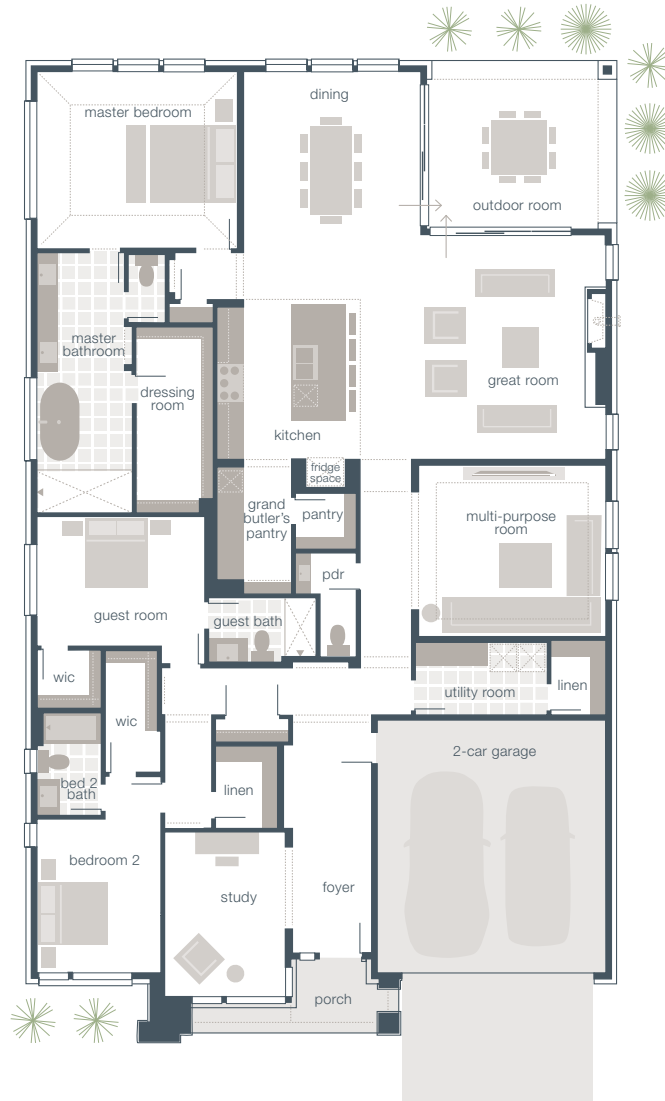 dining
master bedroom
outdoor room
master
bathroom
dressing
room
great room
kitchen
fridge
space
grand
butler's
pantry
pantry
multi-purpose
room
pdr
guest room
guest bath
wic
wic
utility room
linen
2-car garage
bed 2
bath
linen
bedroom 2
study
foyer
porch